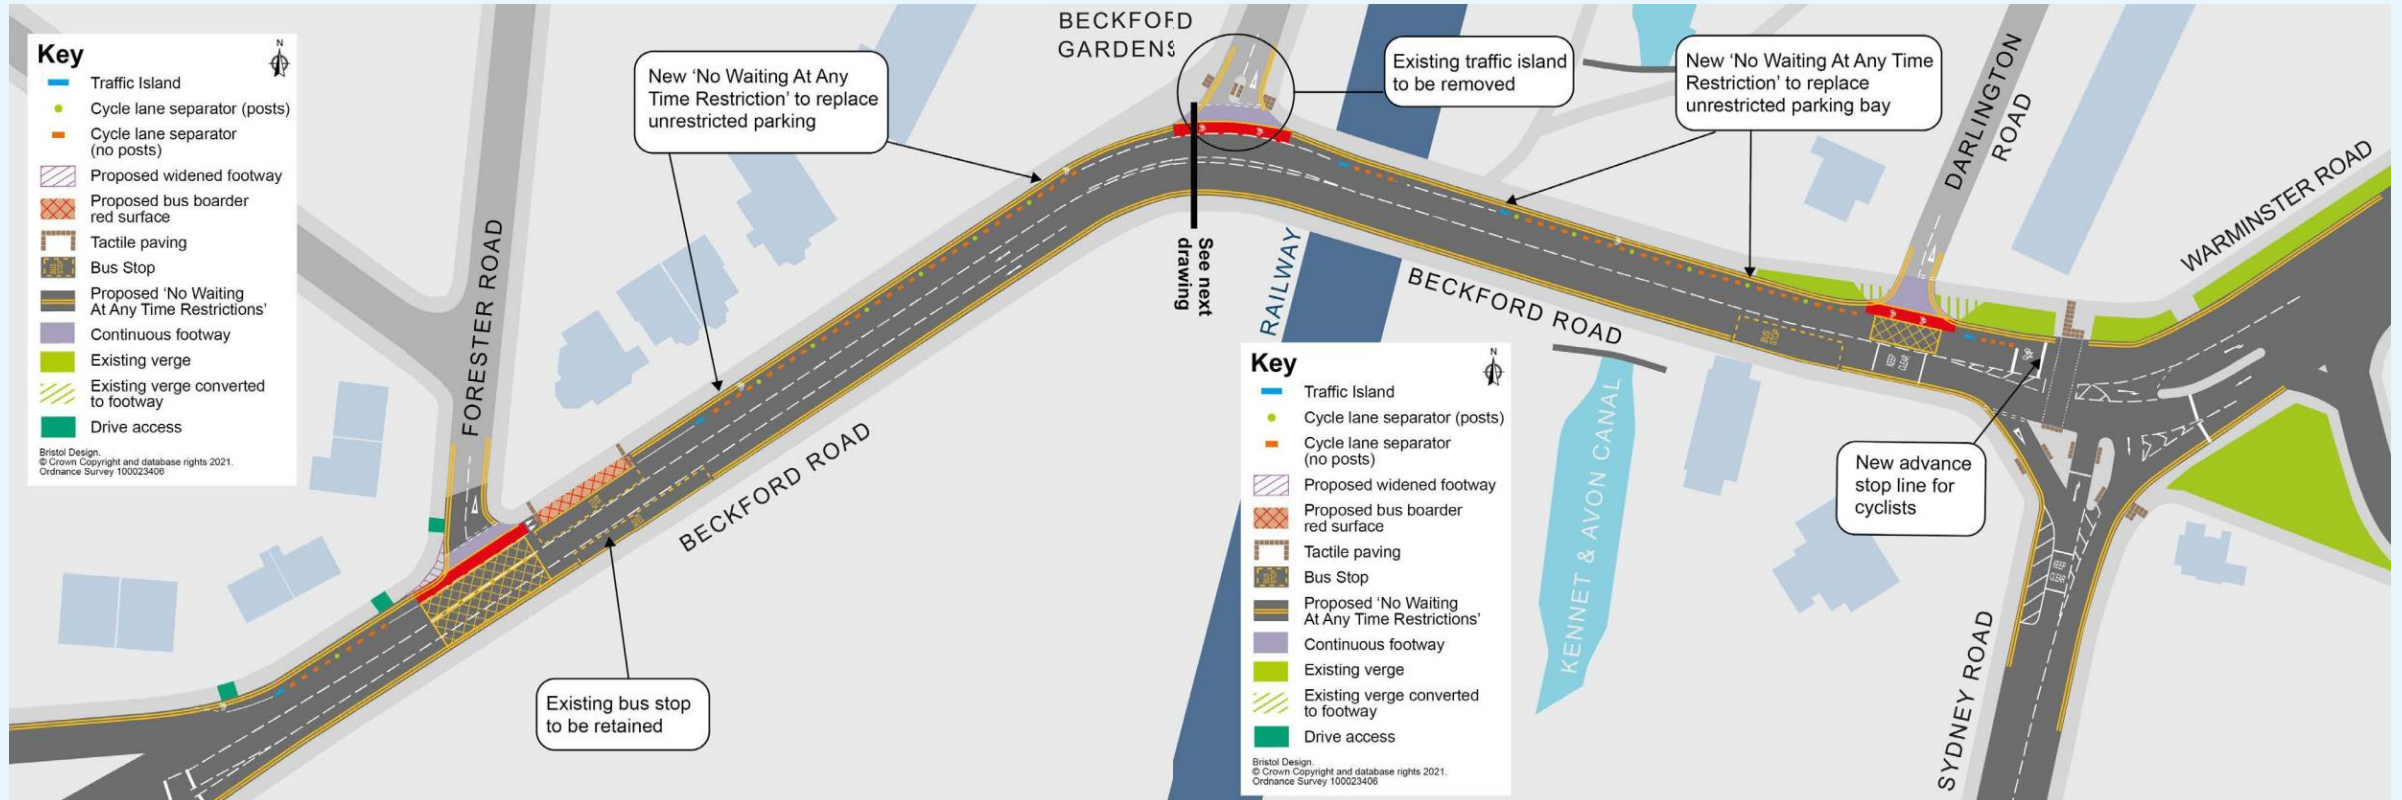 Key
N
Traffic Island
Cycle lane separator (posts)
Cycle lane separator
(no posts)
Proposed widened footway
Proposed bus boarder
red surface
Tactile paving
Bus Stop
Proposed ‘No Waiting
At Any Time Restrictions’
Continuous footway
Existing verge
Existing verge converted
to footway
Drive access
Bristol Design.
© Crown Copyright and database rights 2021.
Ordnance Survey 100023406
FORESTER ROAD
New ‘No Waiting At Any
Time Restriction’ to replace
unrestricted parking
BECKFORD ROAD
Existing bus stop
to be retained
BECKFORD
GARDENS
See next
drawing
Existing traffic island
to be removed
New ‘No Waiting At Any Time
Restriction’ to replace
unrestricted parking bay
RAILWAY
BECKFORD ROAD
BUS
STOP
KEEP
CLEAR
DARLINGTON
ROAD
WARMINSTER ROAD
New advance
stop line for
cyclists
KEEP
CLEAR
SYDNEY ROAD
KENNET & AVON CANAL
Key
N
Traffic Island
Cycle lane separator (posts)
Cycle lane separator
(no posts)
Proposed widened footway
Proposed bus boarder
red surface
Tactile paving
Bus Stop
Proposed ‘No Waiting
At Any Time Restrictions’
Continuous footway
Existing verge
Existing verge converted
to footway
Drive access
Bristol Design.
© Crown Copyright and database rights 2021.
Ordnance Survey 100023406